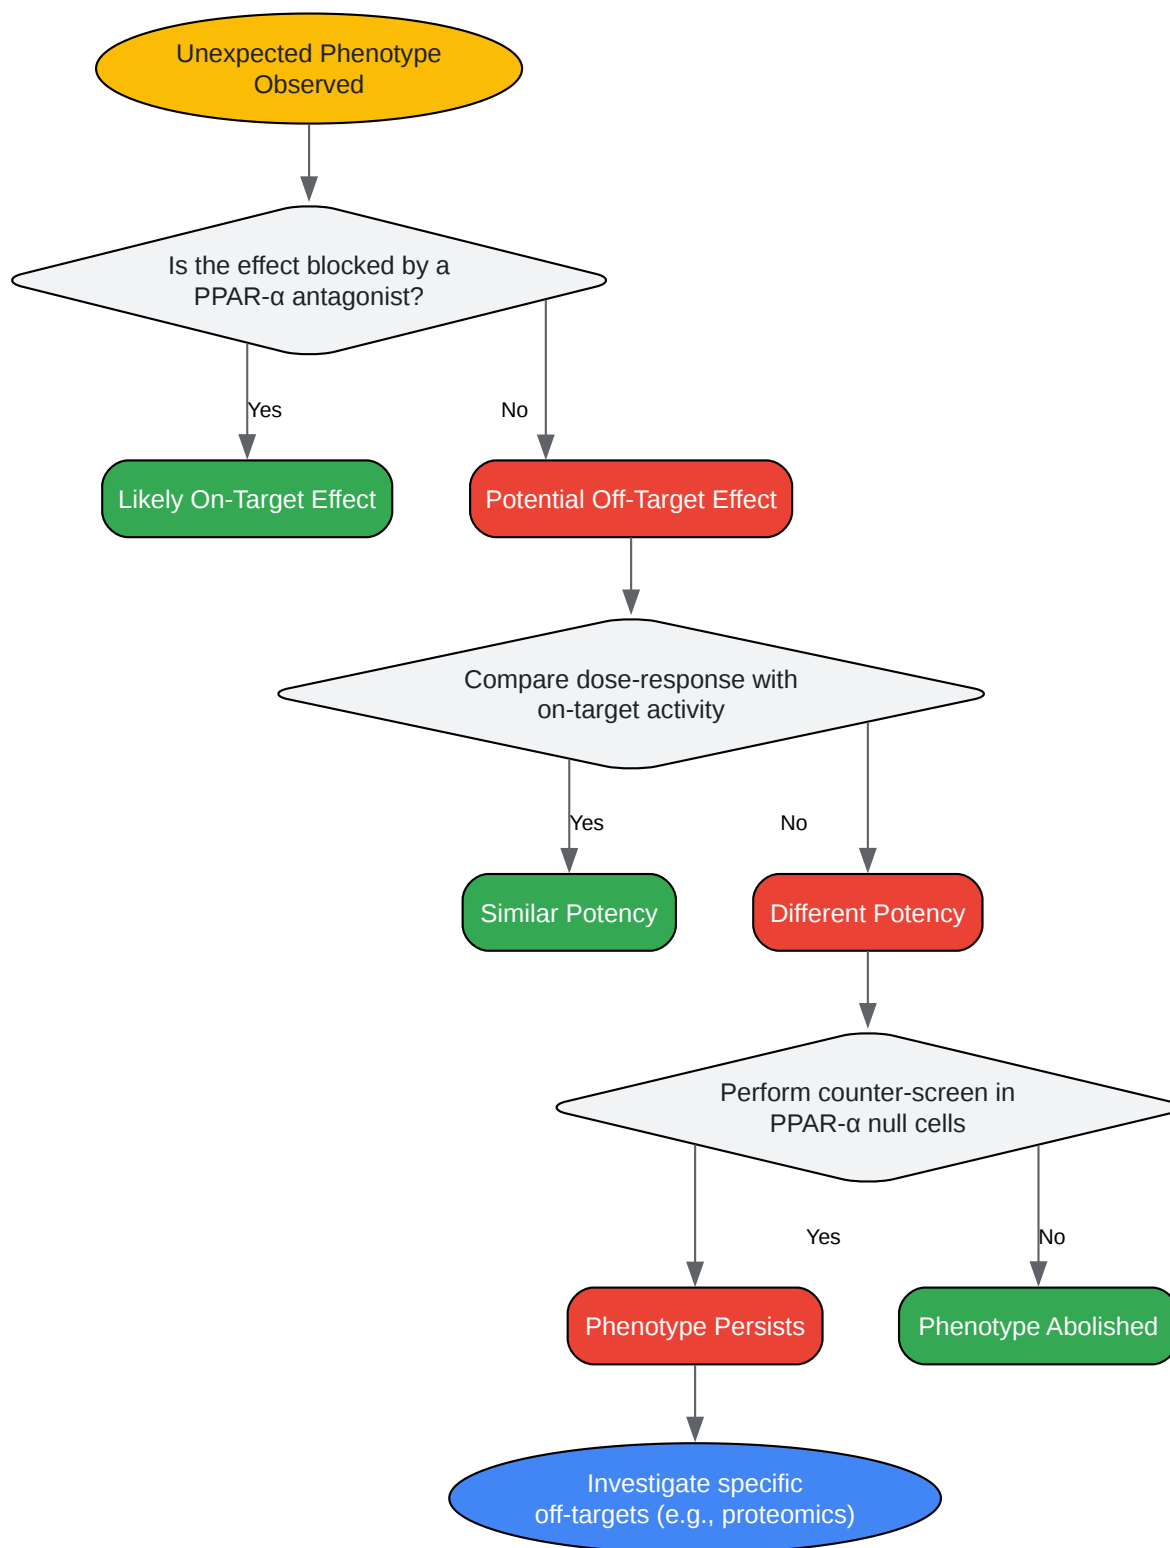 Unexpected Phenotype
Observed
Is the effect blocked by a
PPAR-α antagonist?
Yes
No
Likely On-Target Effect
Potential Off-Target Effect
Compare dose-response with
on-target activity
Yes
No
Similar Potency
Different Potency
Perform counter-screen in
PPAR-α null cells
Yes
No
Phenotype Persists
Phenotype Abolished
Investigate specific
off-targets (e.g., proteomics)